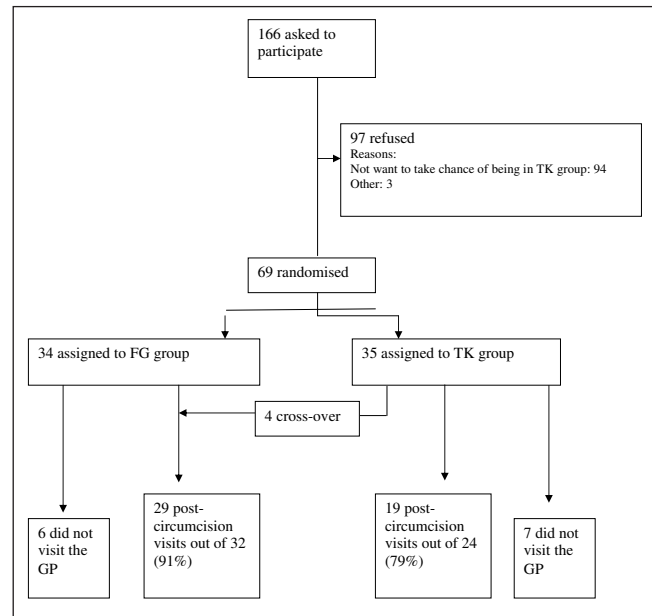 166 asked to
participate
97 refused
Reasons:
Not want to take chance of being in TK group: 94
Other: 3
69 randomised
34 assigned to FG group
35 assigned to TK group
4 cross-over
6 did not
visit the
GP
29 post-
circumcision
visits out of 32
(91%)
19 post-
circumcision
visits out of 24
(79%)
7 did not
visit the
GP